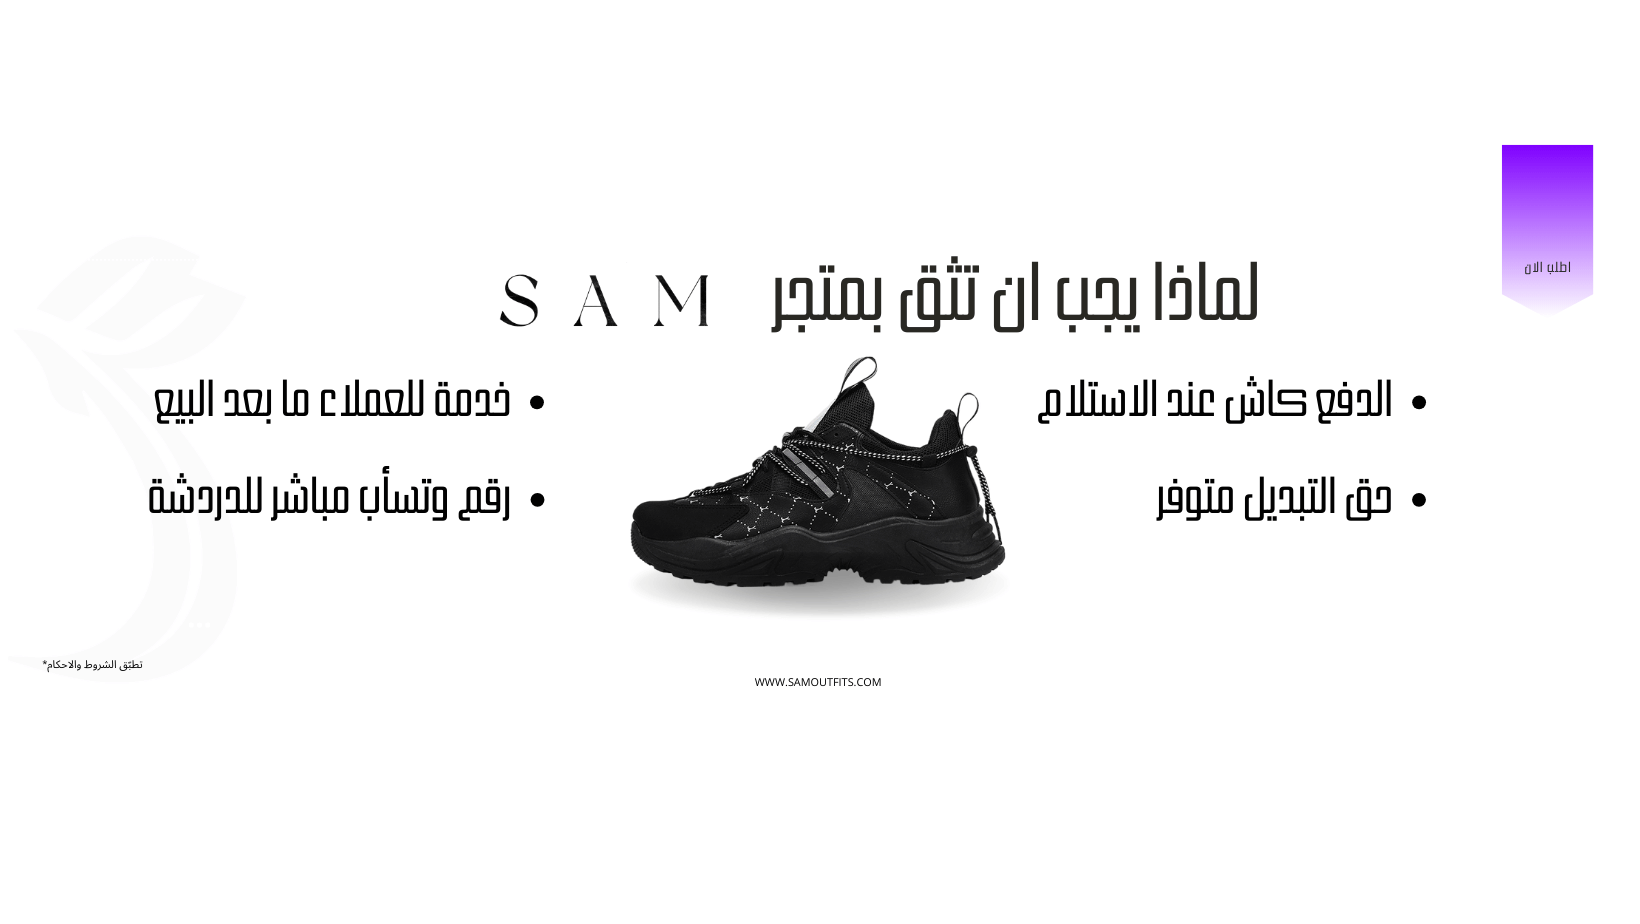 اطلب الان
لماذا يجب ان تثق بمتجر SAM
• الدفع كاش عند الاستلام
• حق التبديل متوفر
• خدمة للعملاء ما بعد البيع
• رقم وتسأب مباشر للدردشة
تطبّق الشروط والاحكام*
WWW.SAMOUTFITS.COM